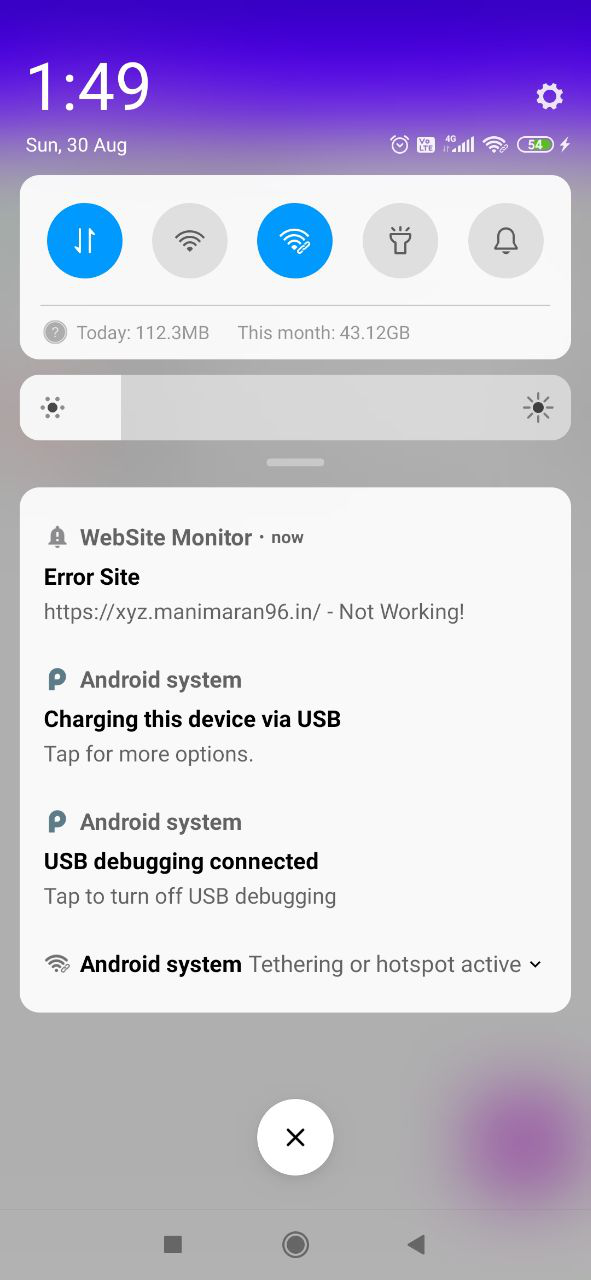 1:49
Sun, 30 Aug
Vo LTE 4G 54
Today: 112.3MB This month: 43.12GB
WebSite Monitor · now
Error Site
https://xyz.manimaran96.in/ - Not Working!
Android system
Charging this device via USB
Tap for more options.
Android system
USB debugging connected
Tap to turn off USB debugging
Android system Tethering or hotspot active